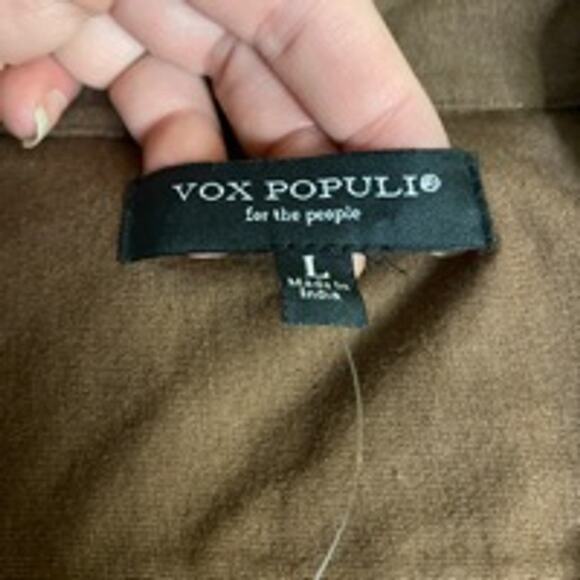 VOX POPULI®
for the people
L
Made in
India